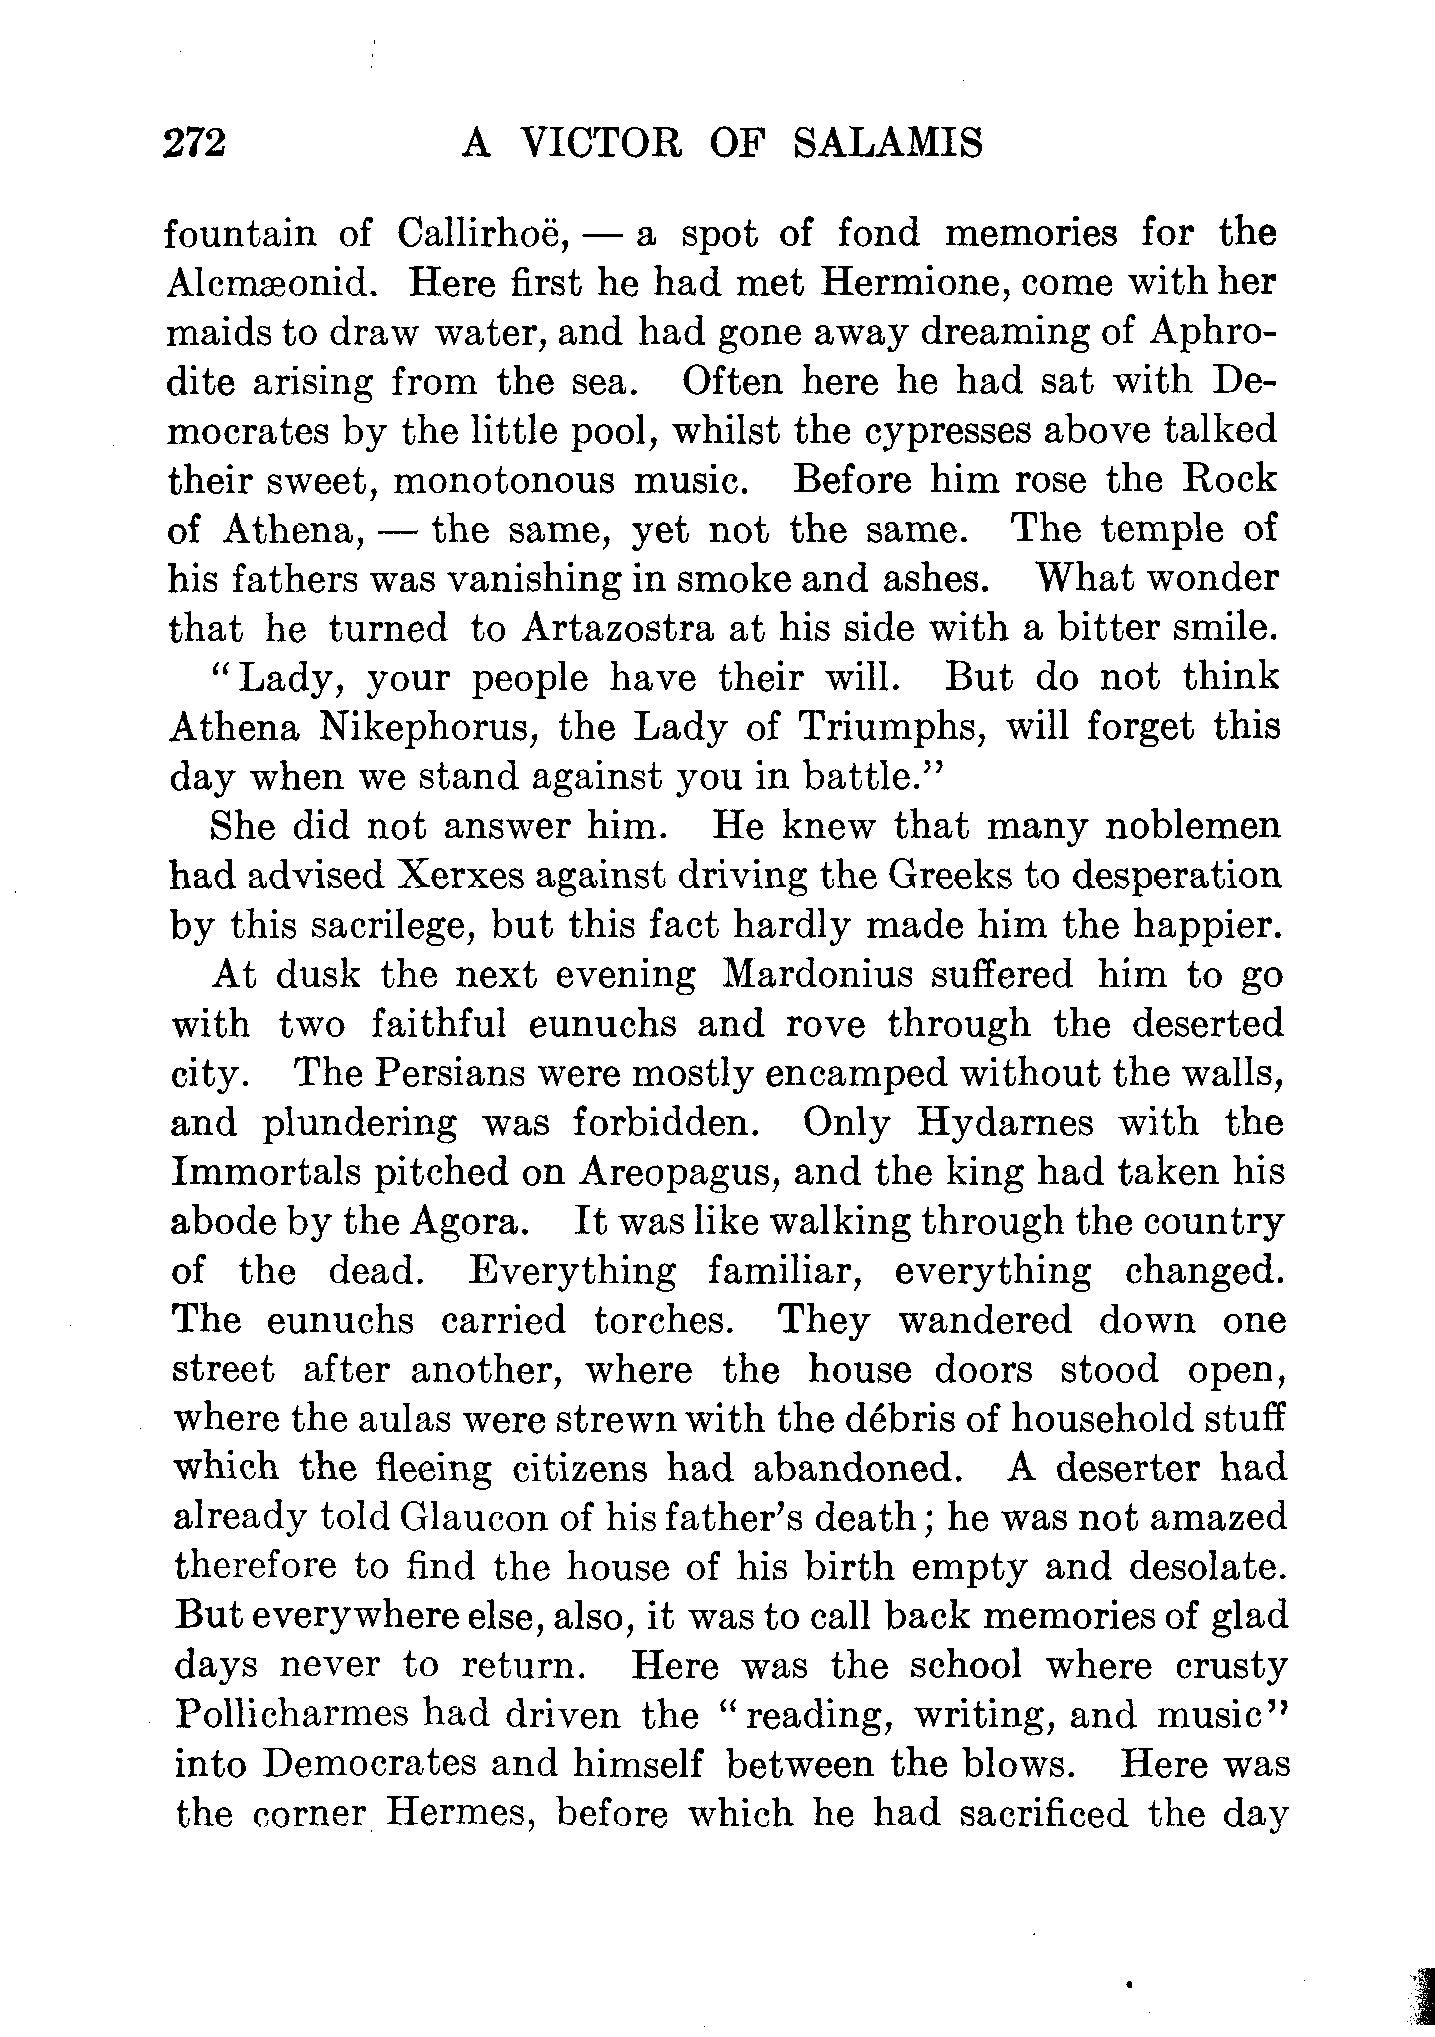 272 A VICTOR OF SALAMIS
fountain of Callirhoë, — a spot of fond memories for the
Alcmæonid. Here first he had met Hermione, come with her
maids to draw water, and had gone away dreaming of Aphro-
dite arising from the sea. Often here he had sat with De-
mocrates by the little pool, whilst the cypresses above talked
their sweet, monotonous music. Before him rose the Rock
of Athena, — the same, yet not the same. The temple of
his fathers was vanishing in smoke and ashes. What wonder
that he turned to Artazostra at his side with a bitter smile.
"Lady, your people have their will. But do not think
Athena Nikephorus, the Lady of Triumphs, will forget this
day when we stand against you in battle."
She did not answer him. He knew that many noblemen
had advised Xerxes against driving the Greeks to desperation
by this sacrilege, but this fact hardly made him the happier.
At dusk the next evening Mardonius suffered him to go
with two faithful eunuchs and rove through the deserted
city. The Persians were mostly encamped without the walls,
and plundering was forbidden. Only Hydarnes with the
Immortals pitched on Areopagus, and the king had taken his
abode by the Agora. It was like walking through the country
of the dead. Everything familiar, everything changed.
The eunuchs carried torches. They wandered down one
street after another, where the house doors stood open,
where the aulas were strewn with the débris of household stuff
which the fleeing citizens had abandoned. A deserter had
already told Glaucon of his father's death; he was not amazed
therefore to find the house of his birth empty and desolate.
But everywhere else, also, it was to call back memories of glad
days never to return. Here was the school where crusty
Pollicharmes had driven the "reading, writing, and music"
into Democrates and himself between the blows. Here was
the corner Hermes, before which he had sacrificed the day